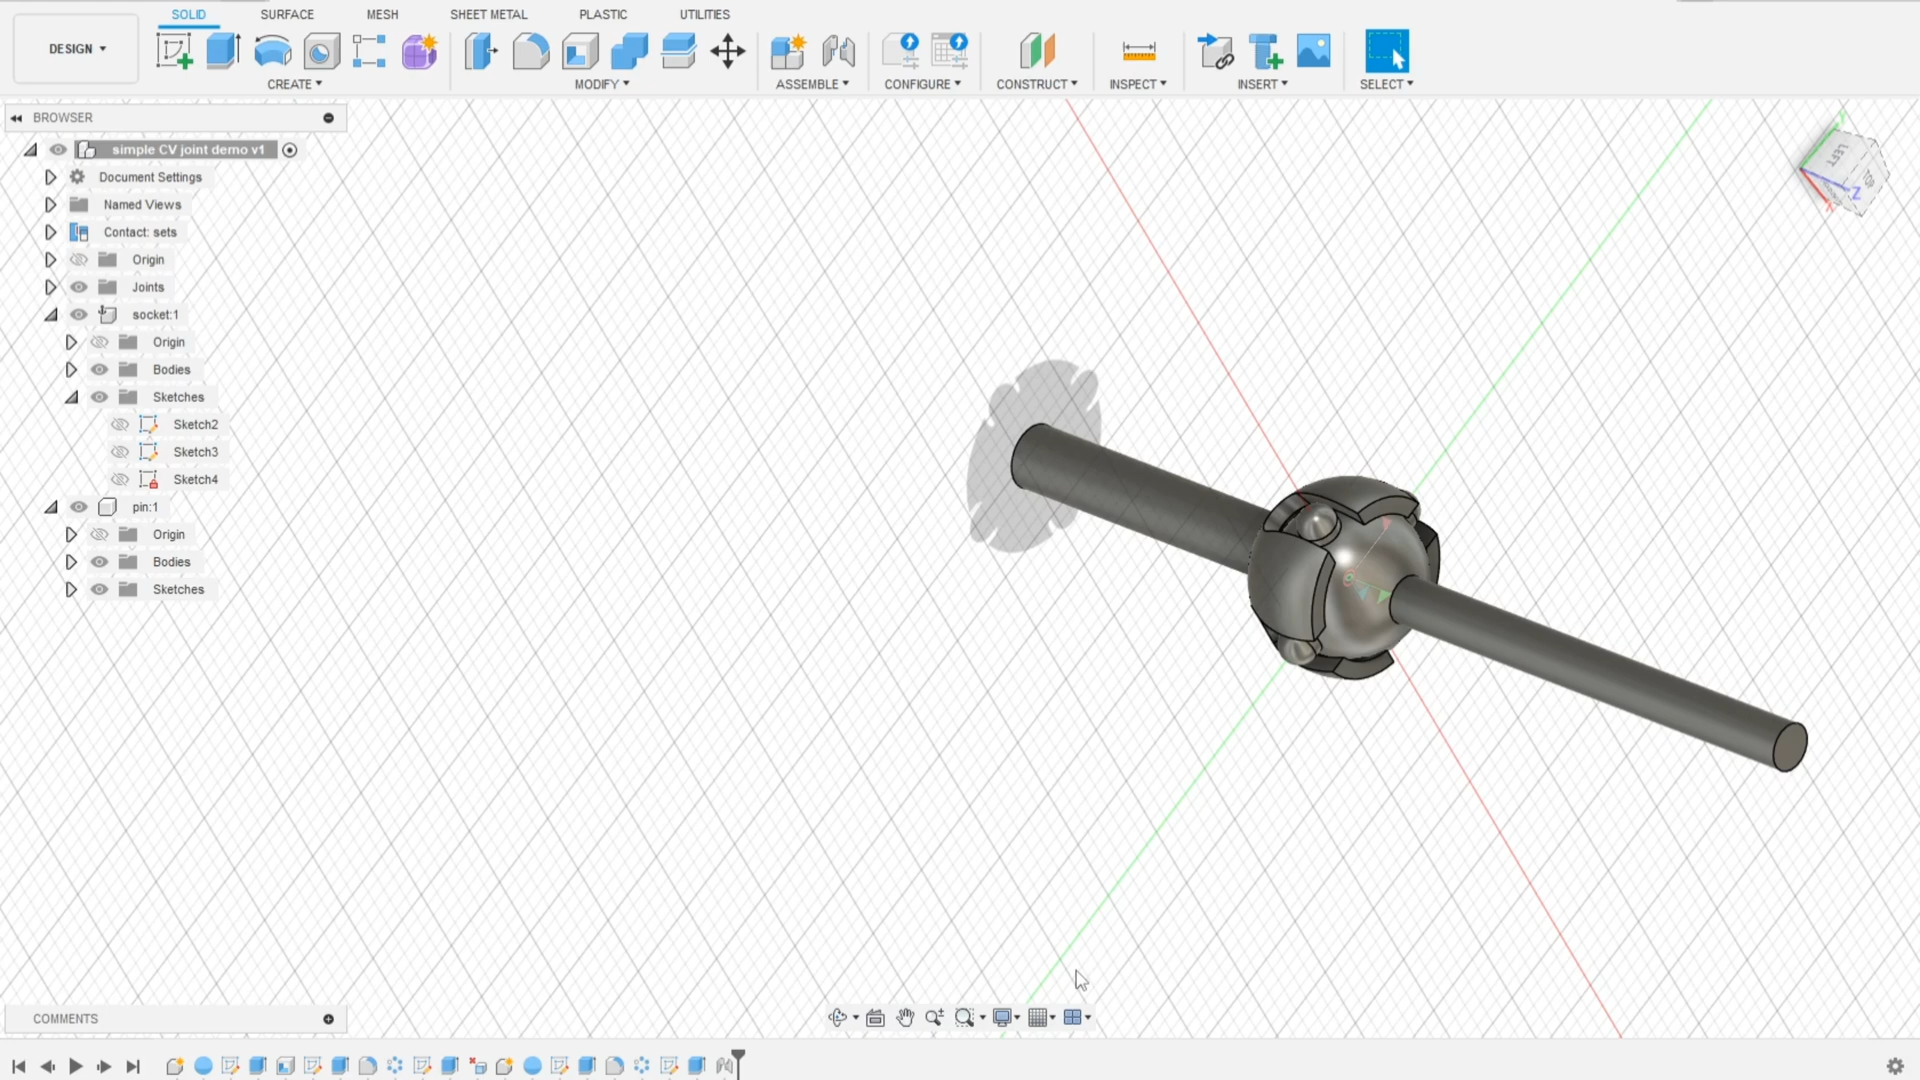 SOLID SURFACE MESH SHEET METAL PLASTIC UTILITIES
DESIGN
CREATE MODIFY ASSEMBLE CONFIGURE CONSTRUCT INSPECT INSERT SELECT
BROWSER
simple CV joint demo v1
Document Settings
Named Views
Contact: sets
Origin
Joints
socket:1
Origin
Bodies
Sketches
Sketch2
Sketch3
Sketch4
pin:1
Origin
Bodies
Sketches
Y
LEFT
Z
X
COMMENTS